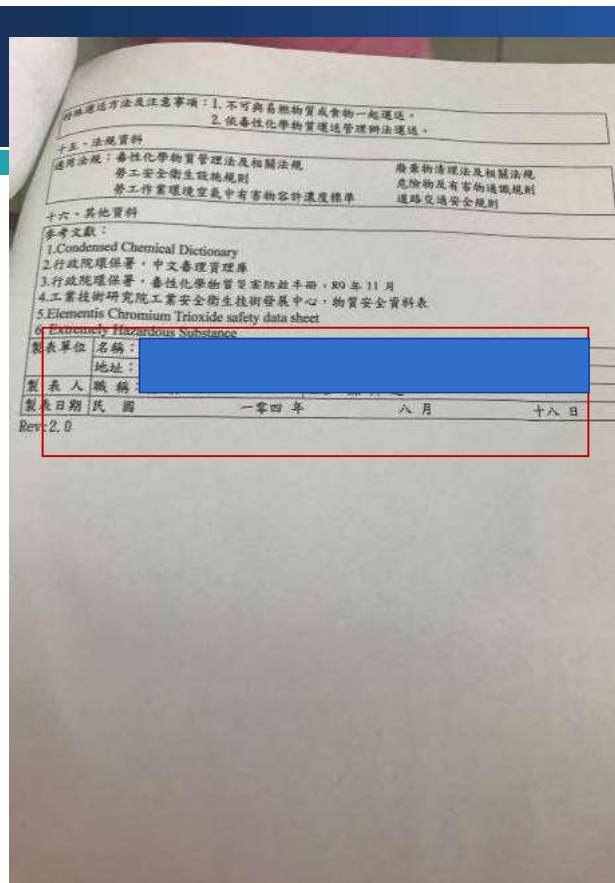 特殊運送方法及注意事項：1. 不可與易燃物質或食物一起運送。
2. 依毒性化學物質運送管理辦法運送。
十五、法規資料
適用法規：毒性化學物質管理法及相關法規 廢棄物清理法及相關法規
勞工安全衛生設施規則 危險物及有害物通識規則
勞工作業環境空氣中有害物容許濃度標準 道路交通安全規則
十六、其他資料
參考文獻：
1.Condensed Chemical Dictionary
2.行政院環保署，中文毒理資料庫
3.行政院環保署，毒性化學物質災害防救手冊，89 年 11 月
4.工業技術研究院工業安全衛生技術發展中心，物質安全資料表
5.Elementis Chromium Trioxide safety data sheet
6. Extremely Hazardous Substance
製表單位 名稱：
地址：
製 表 人 職 稱：
製表日期 民 國 一零四 年 八 月 十八 日
Rev:2.0